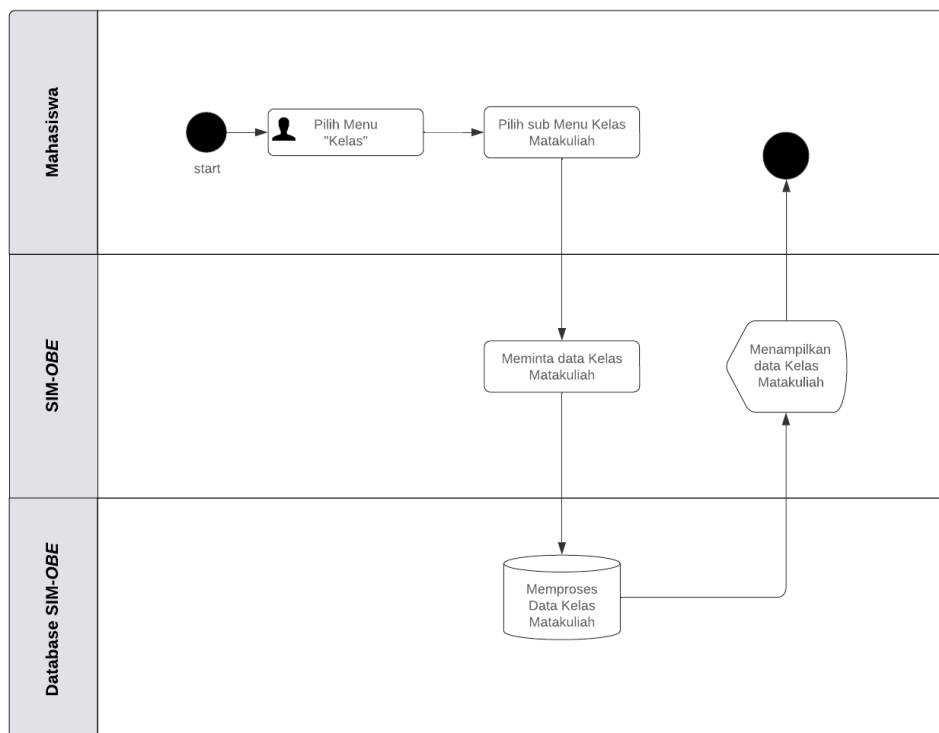 Mahasiswa
start
Pilih Menu
"Kelas"
Pilih sub Menu Kelas
Matakuliah
SIM-OBE
Meminta data Kelas
Matakuliah
Menampilkan
data Kelas
Matakuliah
Database SIM-OBE
Memproses
Data Kelas
Matakuliah